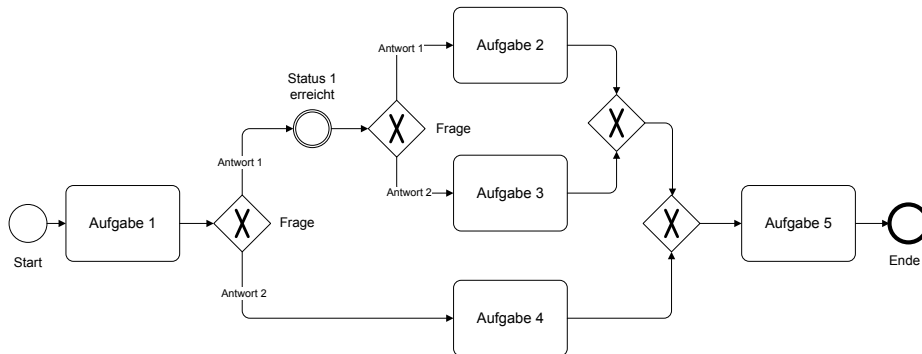 Antwort 1
Aufgabe 2
Status 1
erreicht
Frage
Antwort 1
Antwort 2
Aufgabe 3
Aufgabe 1
Frage
Aufgabe 5
Start
Ende
Antwort 2
Aufgabe 4